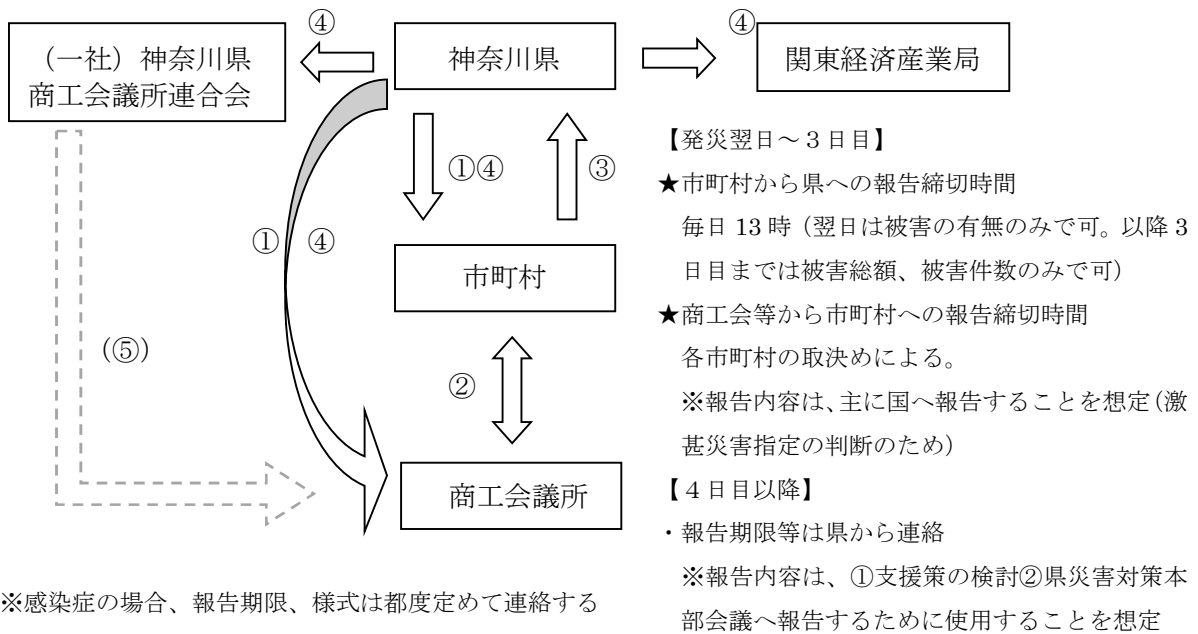 ④
④
（一社）神奈川県
商工会議所連合会
神奈川県
関東経済産業局
①④
③
①
④
市町村
（⑤）
②
商工会議所
※感染症の場合、報告期限、様式は都度定めて連絡する
【発災翌日～３日目】
★市町村から県への報告締切時間
毎日 13 時（翌日は被害の有無のみで可。以降 3
日目までは被害総額、被害件数のみで可）
★商工会等から市町村への報告締切時間
各市町村の取決めによる。
※報告内容は、主に国へ報告することを想定（激
甚災害指定の判断のため）
【４日目以降】
・報告期限等は県から連絡
※報告内容は、①支援策の検討②県災害対策本
部会議へ報告するために使用することを想定